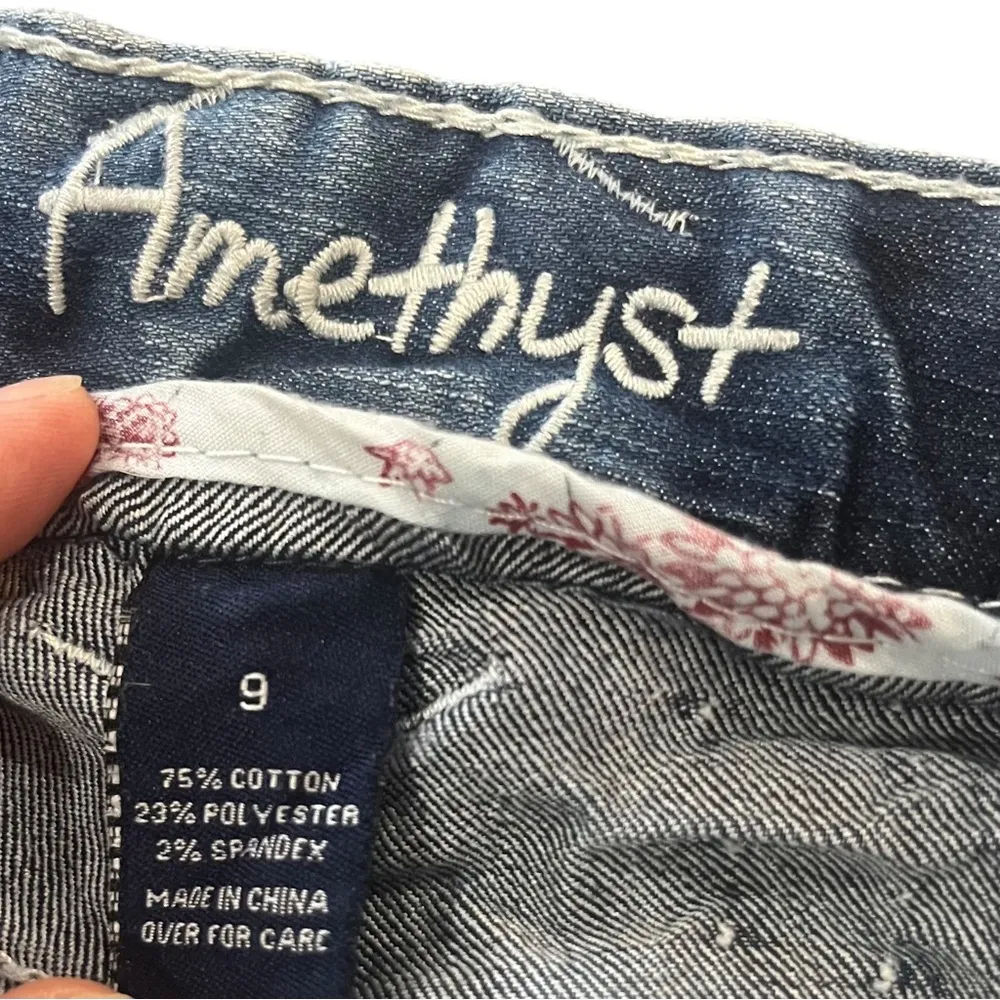 Amethyst
9
75% COTTON
23% POLYESTER
2% SPANDEX
MADE IN CHINA
OVER FOR CARE